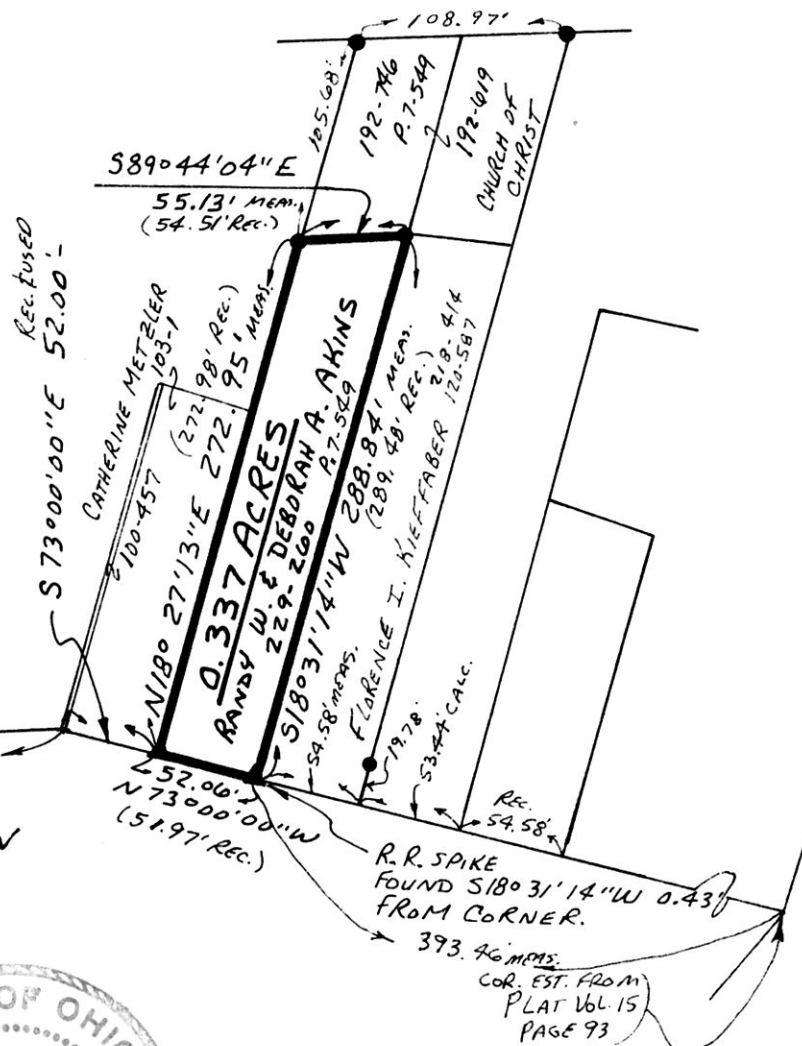 108.97'
105.68'
192-746
P.7-549
192-619
CHURCH OF
CHRIST
S89°44'04"E
55.13' MEAS.
(54.51' REC.)
REC. & USED
S73°00'00"E 52.00'
CATHERINE METZLER
103-1
100-457
N18°27'13"E 272.95' MEAS.
(272.98' REC.)
0.337 ACRES
RANDY W. & DEBORAH A. AKINS
229-260 P.7-549
S18°31'14"W 288.84' MEAS.
(289.48' REC.)
FLORENCE I. KIEFFABER
218-414
120-587
54.58' MEAS.
19.78'
53.44' CALC.
REC.
54.58'
52.06'
N73°00'00"W
(51.97' REC.)
R.R. SPIKE
FOUND S18°31'14"W 0.43'
FROM CORNER.
393.46 MEAS.
COR. EST. FROM
PLAT VOL. 15
PAGE 93
OF OHIO